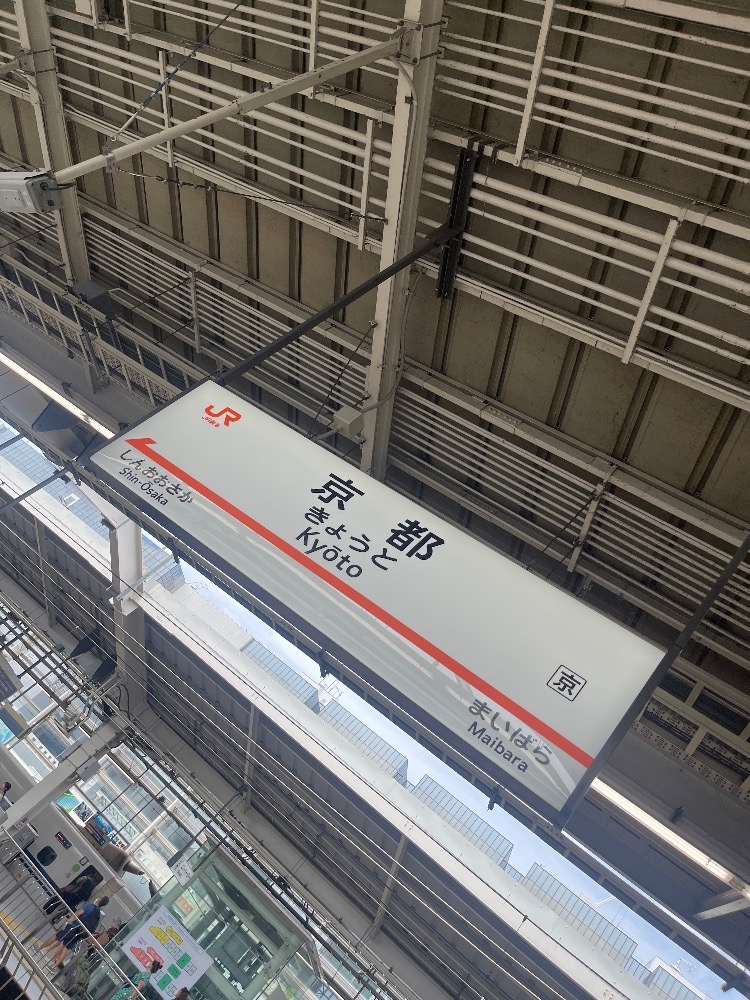 JR
京都
きょうと
Kyōto
しんおおさか
Shin-Osaka
京
まいばら
Maibara